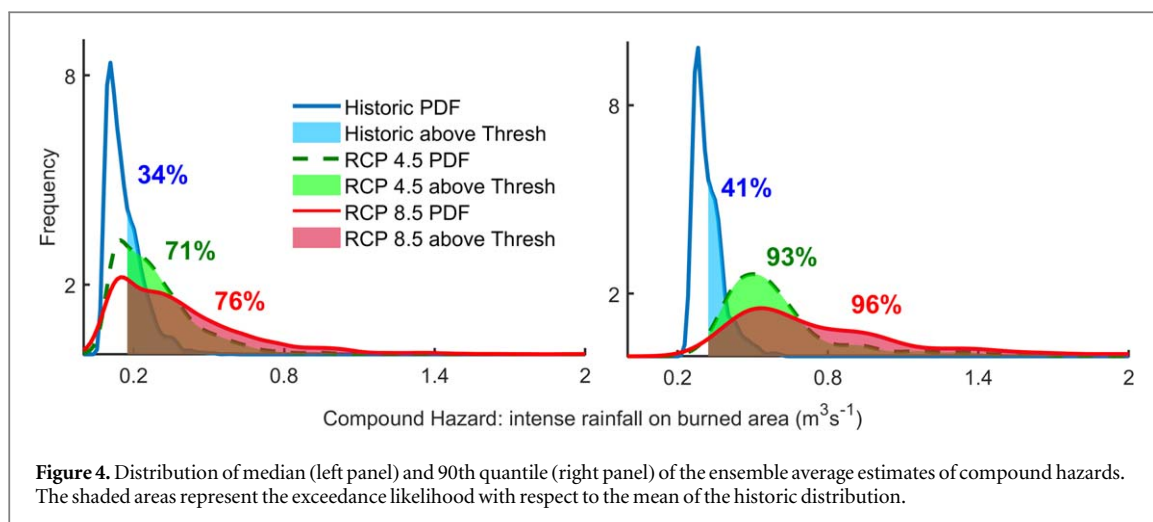 8
2
Frequency
34%
71%
76%
Historic PDF
Historic above Thresh
RCP 4.5 PDF
RCP 4.5 above Thresh
RCP 8.5 PDF
RCP 8.5 above Thresh
0.2 0.8 1.4 2
8
2
41%
93%
96%
0.2 0.8 1.4 2
Compound Hazard: intense rainfall on burned area (m³s⁻¹)
Figure 4. Distribution of median (left panel) and 90th quantile (right panel) of the ensemble average estimates of compound hazards.
The shaded areas represent the exceedance likelihood with respect to the mean of the historic distribution.